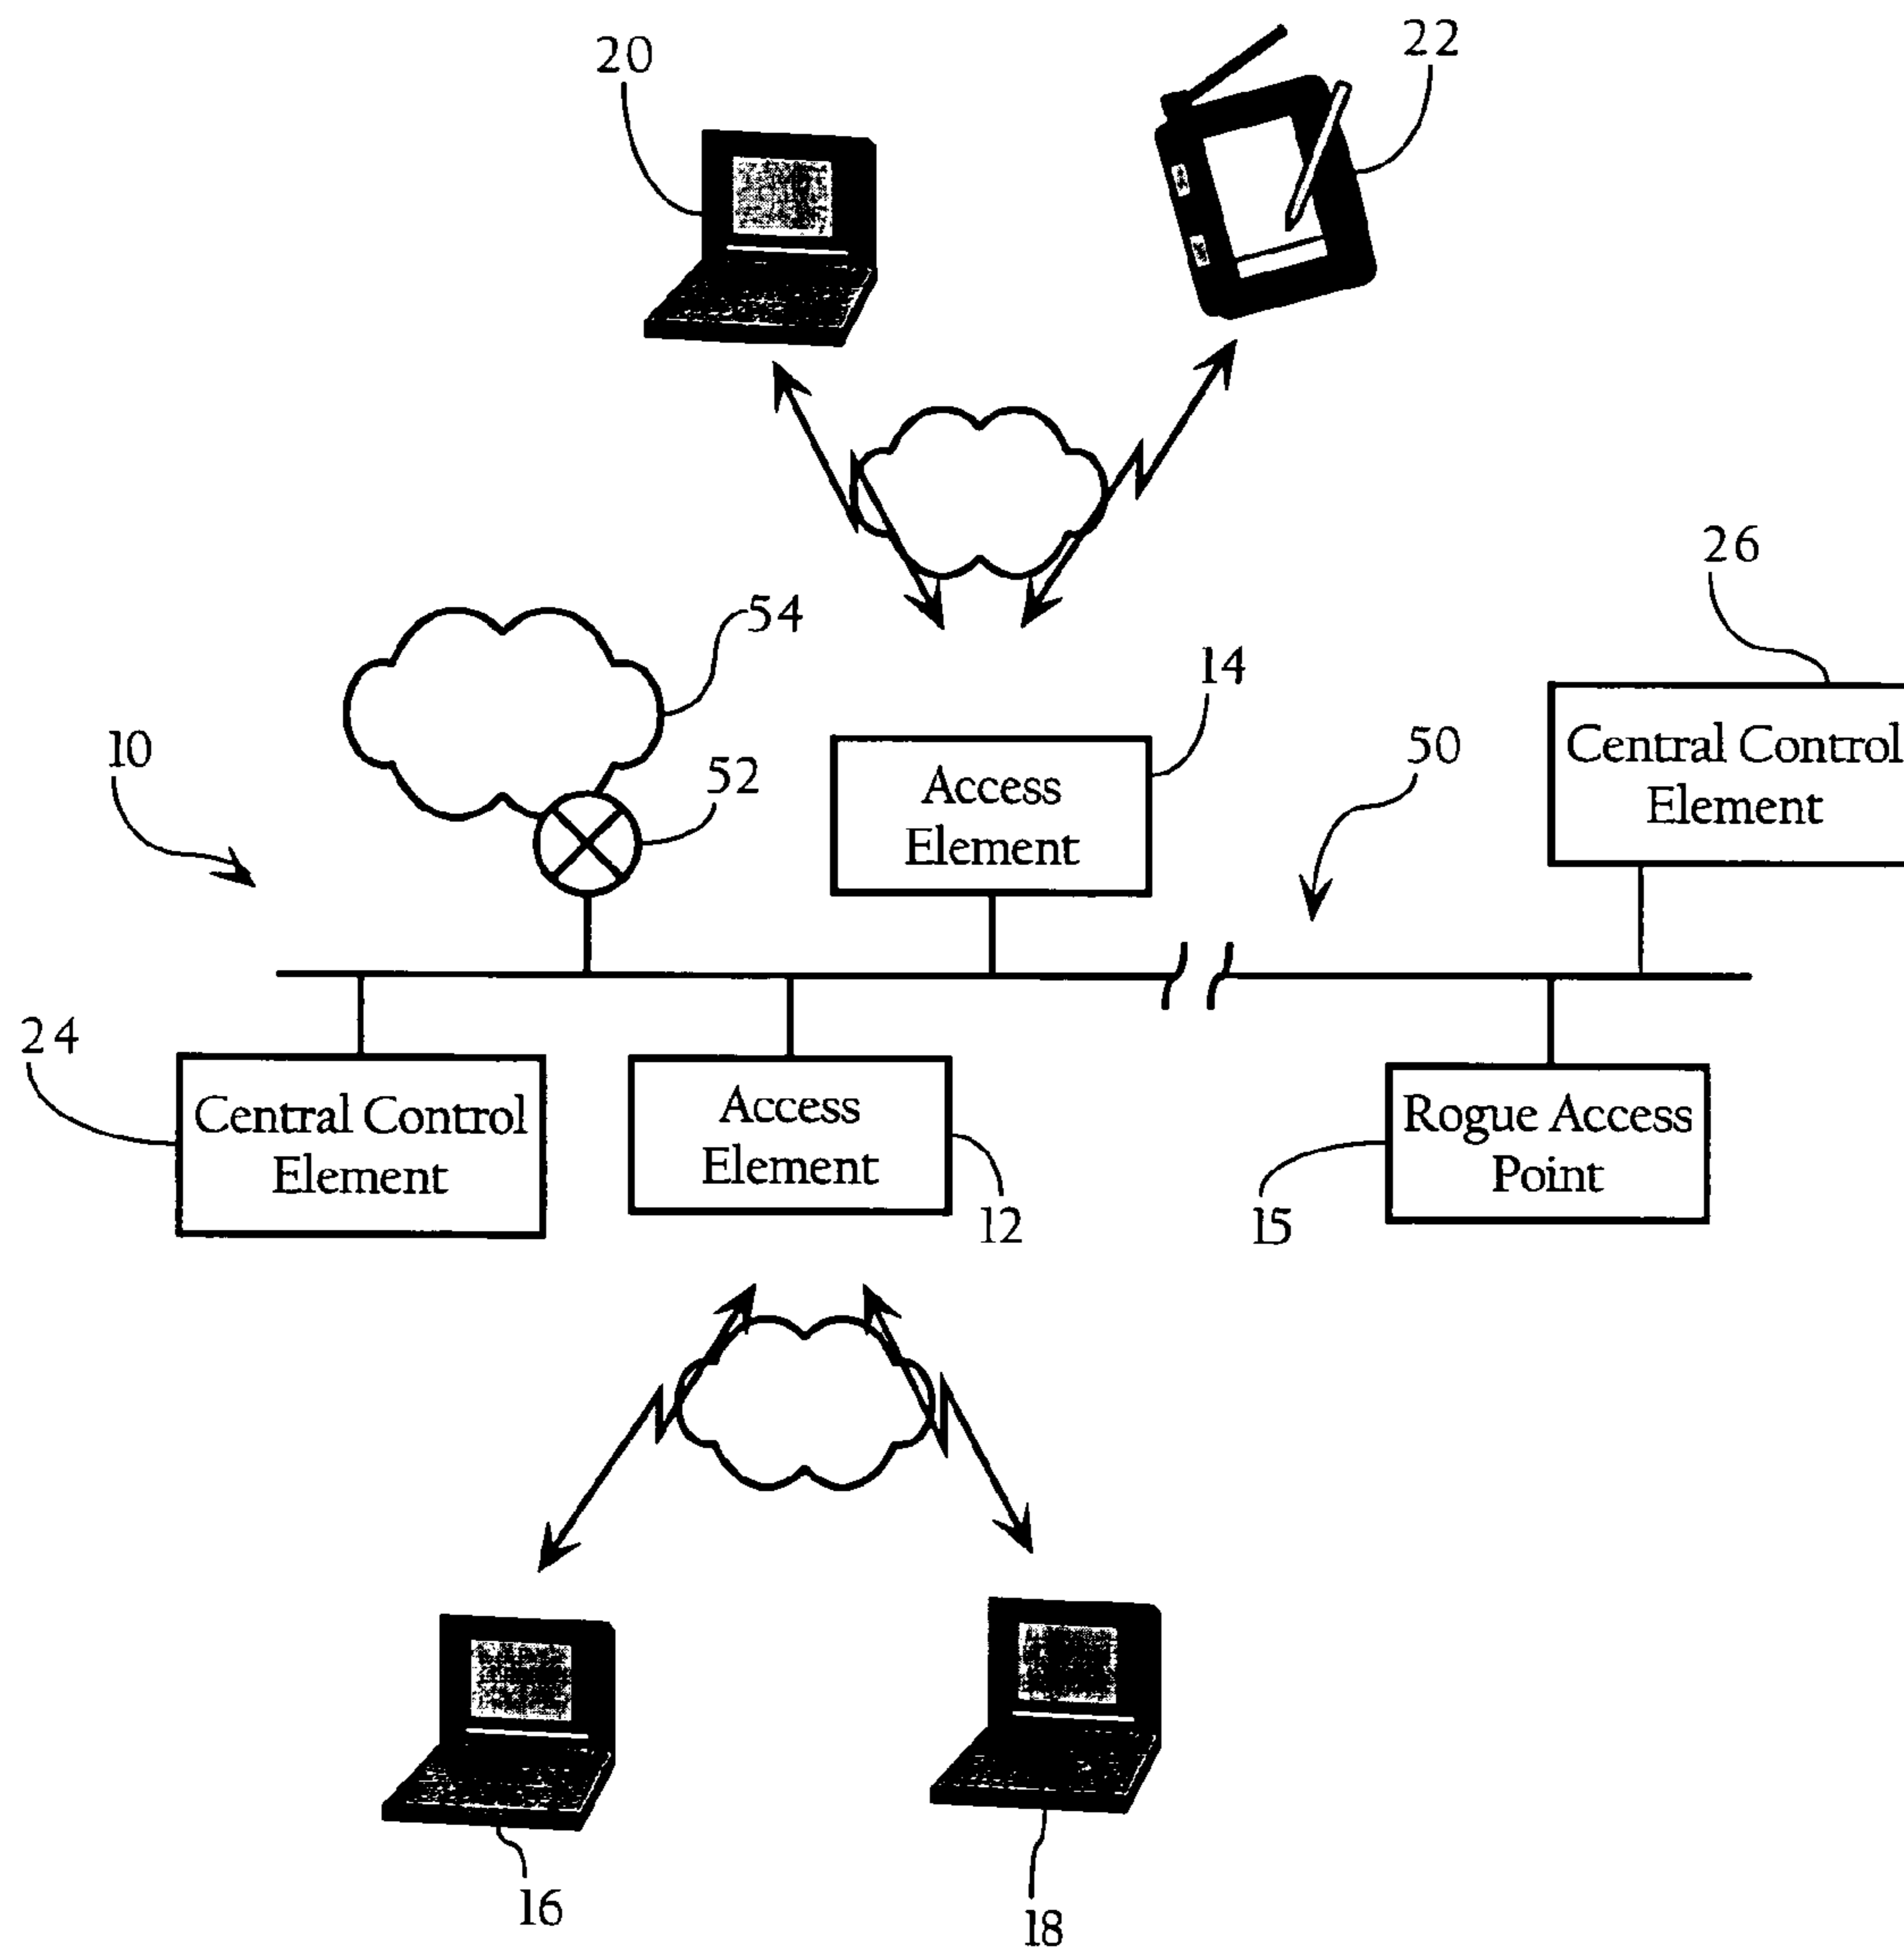 20
22
26
54
14
10
52
50
Central Control
Element
Access
Element
24
Central Control
Element
Access
Element
12
Rogue Access
Point
15
16
18